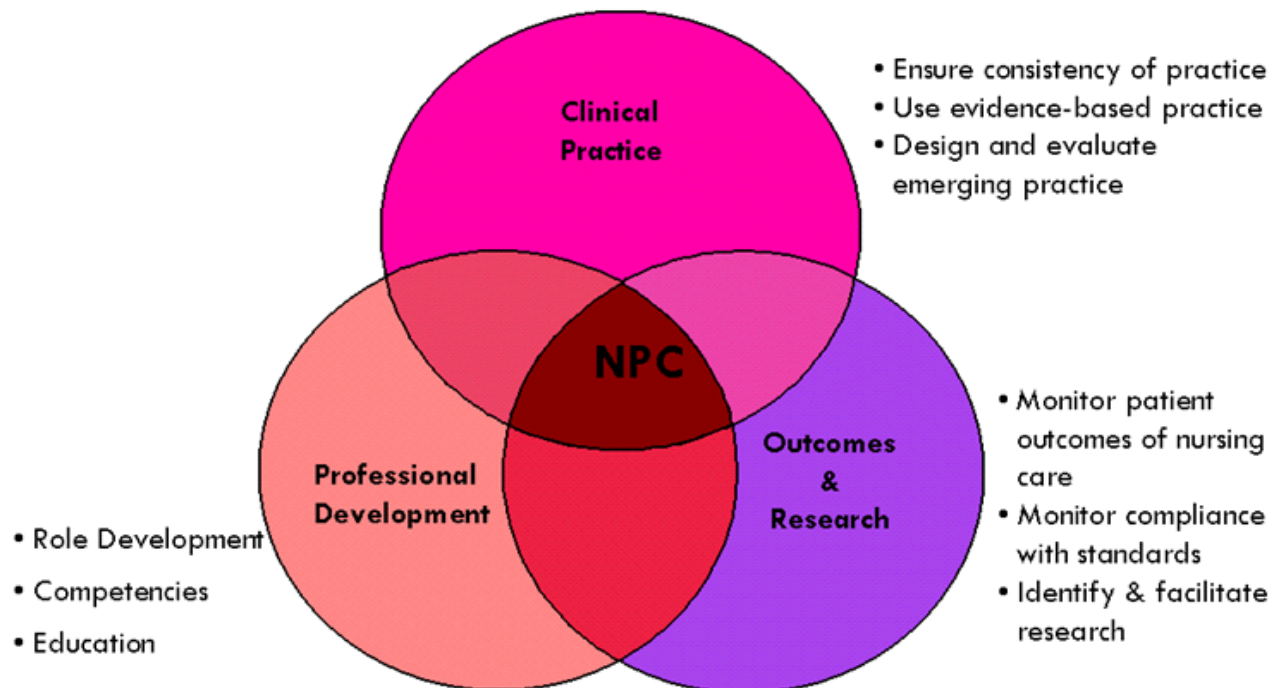 Clinical
Practice
• Ensure consistency of practice
• Use evidence-based practice
• Design and evaluate
emerging practice
NPC
Professional
Development
• Role Development
• Competencies
• Education
Outcomes
&
Research
• Monitor patient
outcomes of nursing
care
• Monitor compliance
with standards
• Identify & facilitate
research